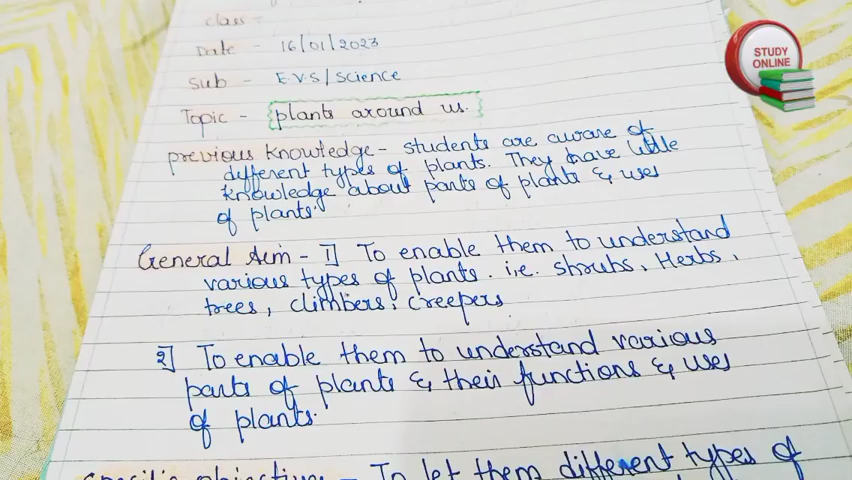 class -
Date - 16/01/2023
STUDY
ONLINE
Sub - E.V.S/Science
Topic - plants around us.
previous knowledge - students are aware of
different types of plants. They have little
knowledge about parts of plants & uses
of plants.
General Aim - 1] To enable them to understand
various types of plants. i.e. shrubs, Herbs,
trees, climbers, creepers
2] To enable them to understand various
parts of plants & their functions & uses
of plants.
Specific objectives - To let them different types of